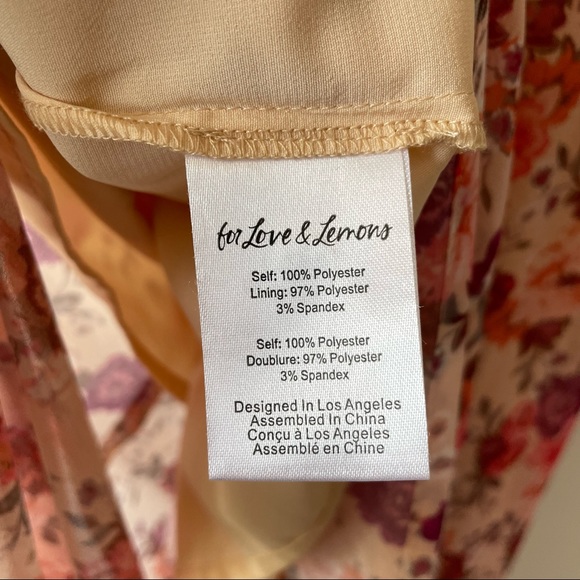 for Love & Lemons
Self: 100% Polyester
Lining: 97% Polyester
3% Spandex
Self: 100% Polyester
Doublure: 97% Polyester
3% Spandex
Designed In Los Angeles
Assembled In China
Conçu à Los Angeles
Assemblé en Chine